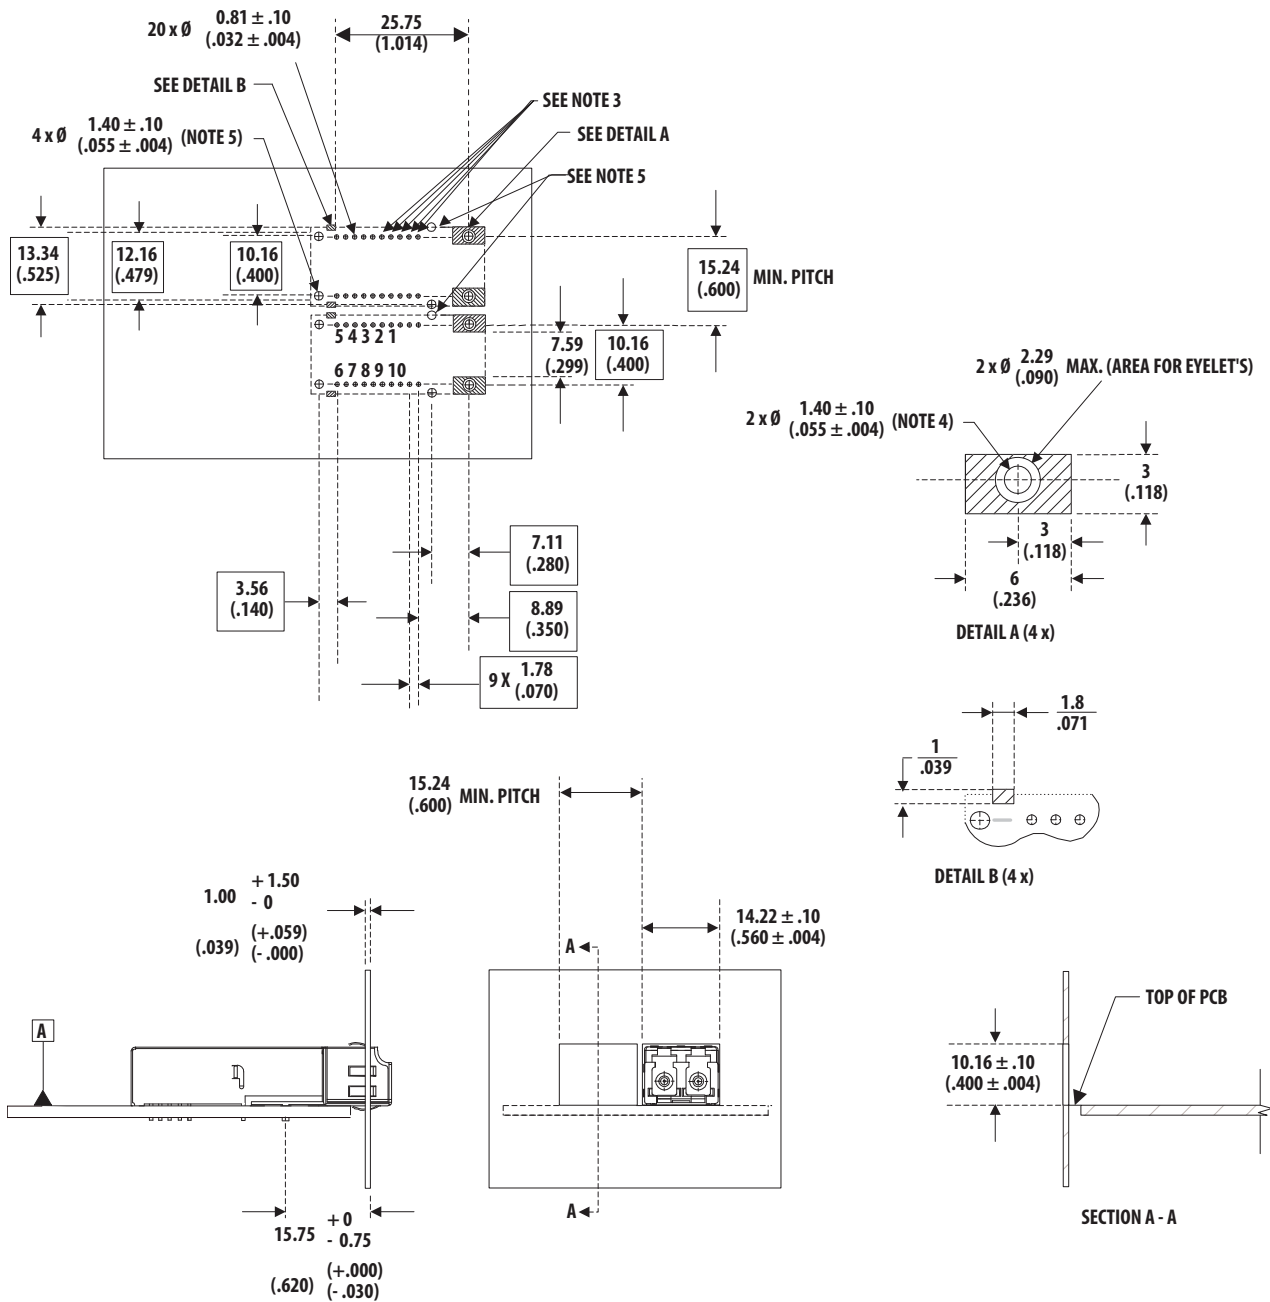 20 x Ø 0.81 ± .10
(.032 ± .004)
25.75
(1.014)
SEE DETAIL B
SEE NOTE 3
4 x Ø 1.40 ± .10 (NOTE 5)
(.055 ± .004)
SEE DETAIL A
SEE NOTE 5
13.34
(.525)
12.16
(.479)
10.16
(.400)
15.24
(.600) MIN. PITCH
5 4 3 2 1
6 7 8 9 10
7.59
(.299)
10.16
(.400)
2 x Ø 2.29 MAX. (AREA FOR EYELET'S)
(.090)
2 x Ø 1.40 ± .10 (NOTE 4)
(.055 ± .004)
3
(.118)
3
(.118)
6
(.236)
DETAIL A (4 x)
7.11
(.280)
3.56
(.140)
8.89
(.350)
9 X 1.78
(.070)
1.8
.071
1
.039
DETAIL B (4 x)
15.24
(.600) MIN. PITCH
1.00 + 1.50
- 0
(.039) (+.059)
(- .000)
14.22 ± .10
(.560 ± .004)
A
A
TOP OF PCB
10.16 ± .10
(.400 ± .004)
A
SECTION A - A
15.75 + 0
- 0.75
(.620) (+.000)
(- .030)